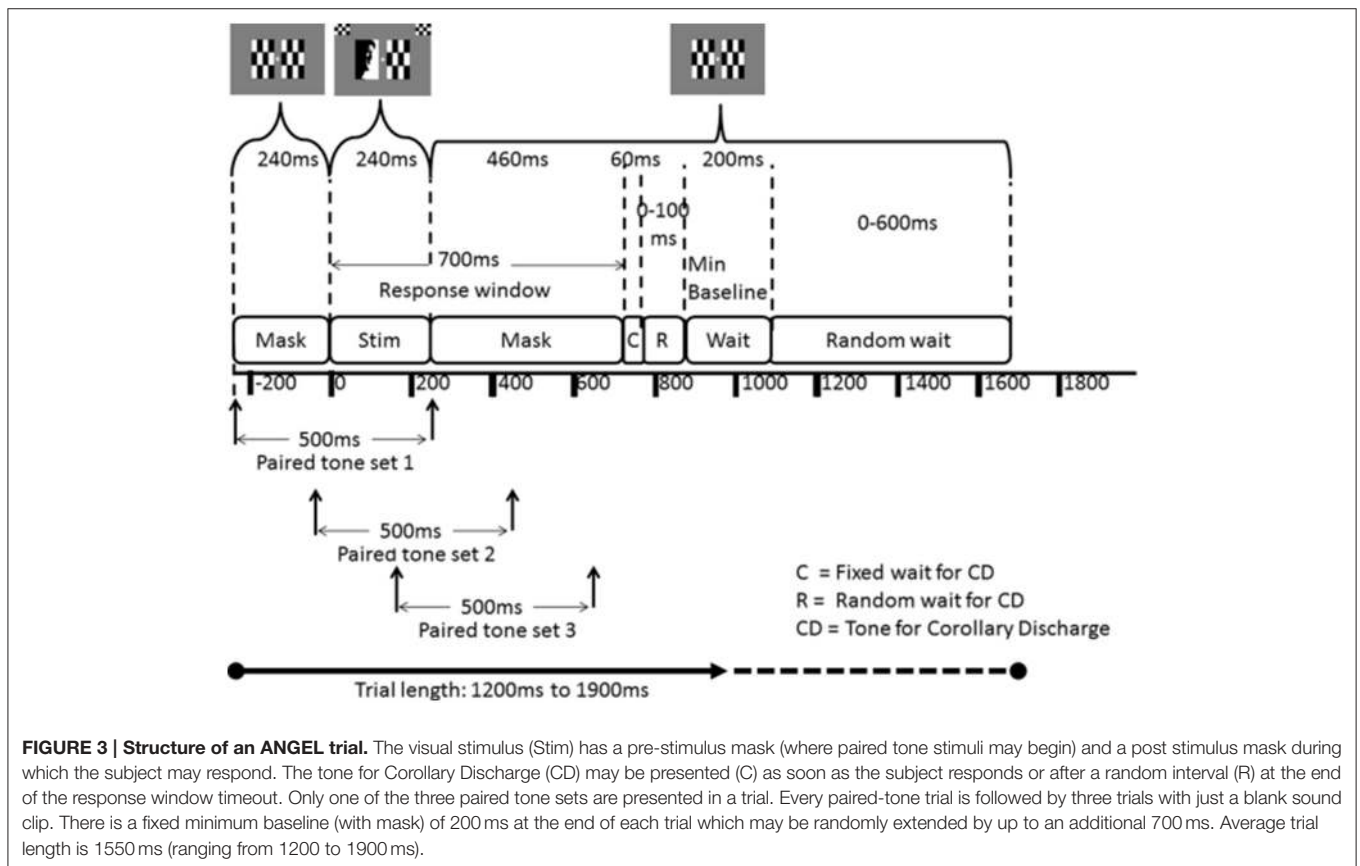 240ms 240ms 460ms 60ms 200ms
0-100
ms
0-600ms
700ms
Min
Response window
Baseline
Mask Stim Mask C R Wait Random wait
-200 0 200 400 600 800 1000 1200 1400 1600 1800
500ms
Paired tone set 1
500ms
Paired tone set 2
500ms
Paired tone set 3
C = Fixed wait for CD
R = Random wait for CD
CD = Tone for Corollary Discharge
Trial length: 1200ms to 1900ms
FIGURE 3 | Structure of an ANGEL trial. The visual stimulus (Stim) has a pre-stimulus mask (where paired tone stimuli may begin) and a post stimulus mask during
which the subject may respond. The tone for Corollary Discharge (CD) may be presented (C) as soon as the subject responds or after a random interval (R) at the end
of the response window timeout. Only one of the three paired tone sets are presented in a trial. Every paired-tone trial is followed by three trials with just a blank sound
clip. There is a fixed minimum baseline (with mask) of 200 ms at the end of each trial which may be randomly extended by up to an additional 700 ms. Average trial
length is 1550 ms (ranging from 1200 to 1900 ms).